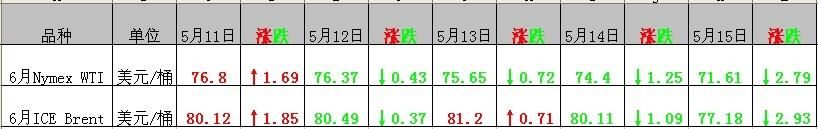 品种 单位 5月11日 涨跌 5月12日 涨跌 5月13日 涨跌 5月14日 涨跌 5月15日 涨跌
6月Nymex WTI 美元/桶 76.8 ↑1.69 76.37 ↓0.43 75.65 ↓0.72 74.4 ↓1.25 71.61 ↓2.79
6月ICE Brent 美元/桶 80.12 ↑1.85 80.49 ↓0.37 81.2 ↑0.71 80.11 ↓1.09 77.18 ↓2.93